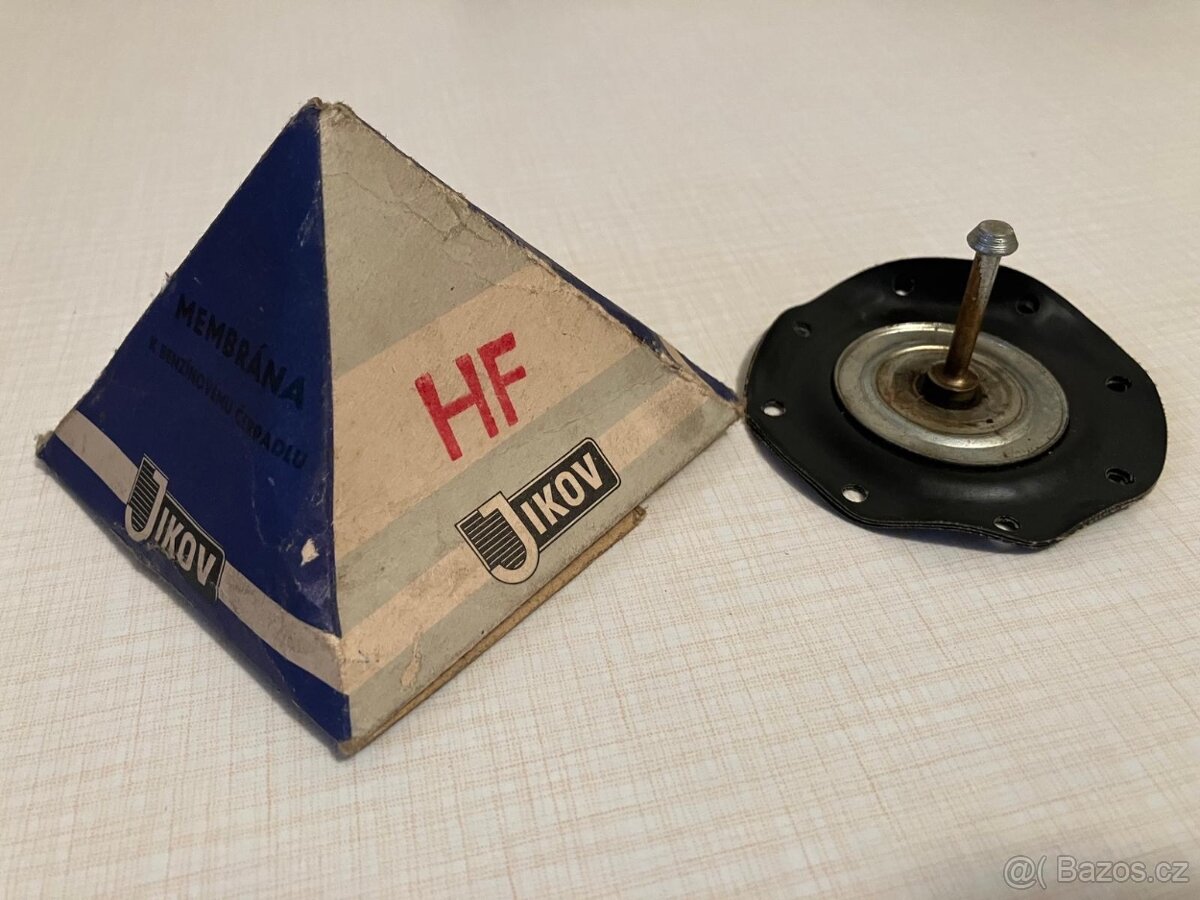 MEMBRÁNA
K BENZÍNOVÉMU ČERPADLU
JIKOV
HF
JIKOV
@( Bazos.cz